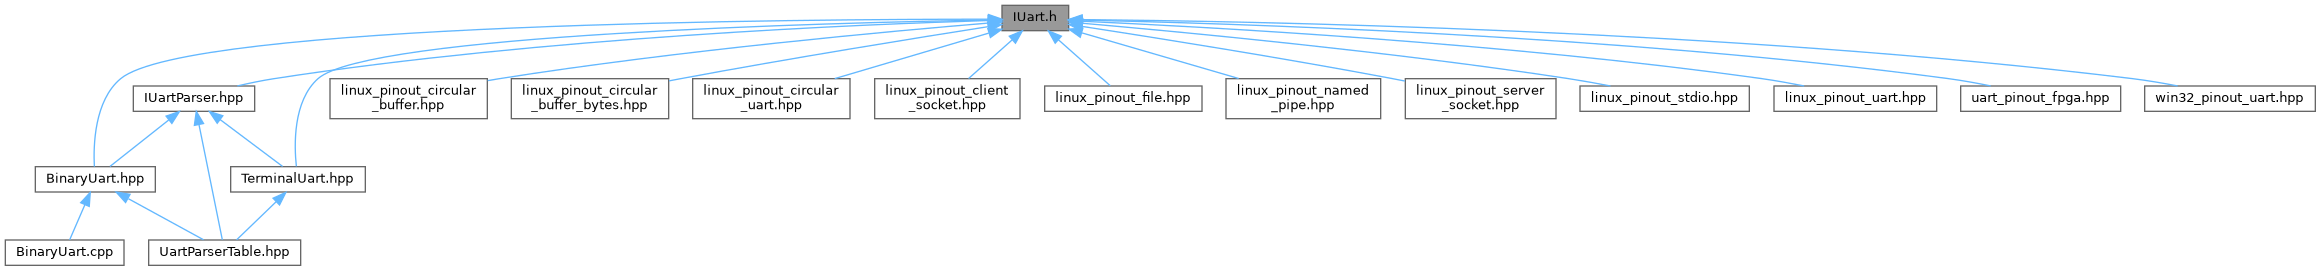 IUart.h
IUartParser.hpp
linux_pinout_circular
_buffer.hpp
linux_pinout_circular
_buffer_bytes.hpp
linux_pinout_circular
_uart.hpp
linux_pinout_client
_socket.hpp
linux_pinout_file.hpp
linux_pinout_named
_pipe.hpp
linux_pinout_server
_socket.hpp
linux_pinout_stdio.hpp
linux_pinout_uart.hpp
uart_pinout_fpga.hpp
win32_pinout_uart.hpp
BinaryUart.hpp
TerminalUart.hpp
BinaryUart.cpp
UartParserTable.hpp